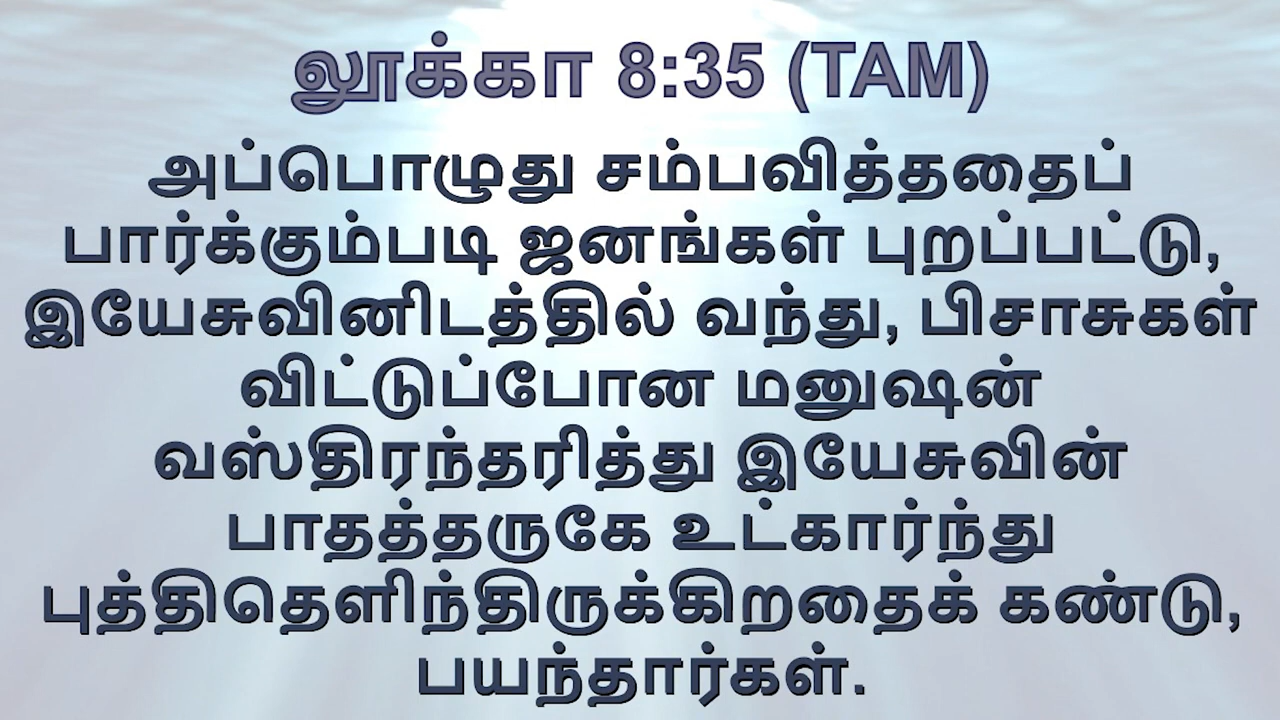 லூக்கா 8:35 (TAM)
அப்பொழுது சம்பவித்ததைப்
பார்க்கும்படி ஜனங்கள் புறப்பட்டு,
இயேசுவினிடத்தில் வந்து, பிசாசுகள்
விட்டுப்போன மனுஷன்
வஸ்திரந்தரித்து இயேசுவின்
பாதத்தருகே உட்கார்ந்து
புத்திதெளிந்திருக்கிறதைக் கண்டு,
பயந்தார்கள்.